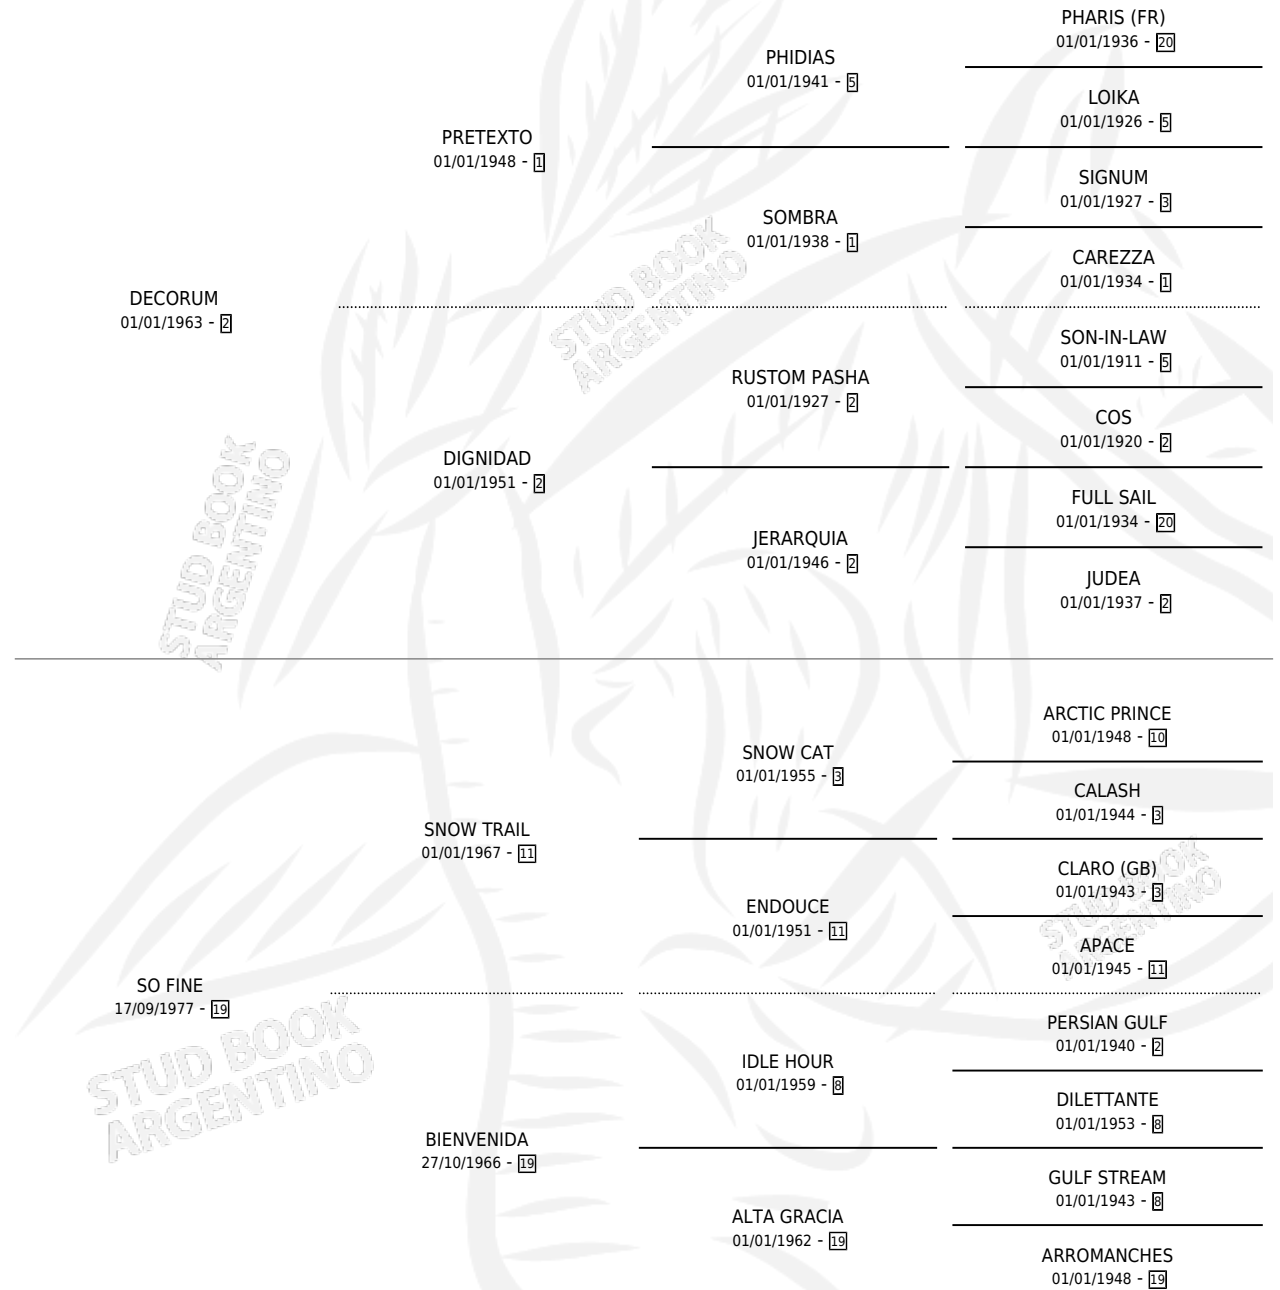 PHARIS (FR)
01/01/1936 - 20
PHIDIAS
01/01/1941 - 5
LOIKA
01/01/1926 - 5
PRETEXTO
01/01/1948 - 1
SIGNUM
01/01/1927 - 3
SOMBRA
01/01/1938 - 1
CAREZZA
01/01/1934 - 1
DECORUM
01/01/1963 - 2
SON-IN-LAW
01/01/1911 - 5
RUSTOM PASHA
01/01/1927 - 2
COS
01/01/1920 - 2
DIGNIDAD
01/01/1951 - 2
FULL SAIL
01/01/1934 - 20
JERARQUIA
01/01/1946 - 2
JUDEA
01/01/1937 - 2
STUD BOOK
ARGENTINO
STUD BOOK
ARGENTINO
ARCTIC PRINCE
01/01/1948 - 10
SNOW CAT
01/01/1955 - 3
CALASH
01/01/1944 - 3
SNOW TRAIL
01/01/1967 - 11
CLARO (GB)
01/01/1943 - 3
ENDOUCE
01/01/1951 - 11
APACE
01/01/1945 - 11
SO FINE
17/09/1977 - 19
PERSIAN GULF
01/01/1940 - 2
IDLE HOUR
01/01/1959 - 8
DILETTANTE
01/01/1953 - 8
BIENVENIDA
27/10/1966 - 19
GULF STREAM
01/01/1943 - 8
ALTA GRACIA
01/01/1962 - 19
ARROMANCHES
01/01/1948 - 19
STUD BOOK
ARGENTINO
STUD BOOK
ARGENTINO